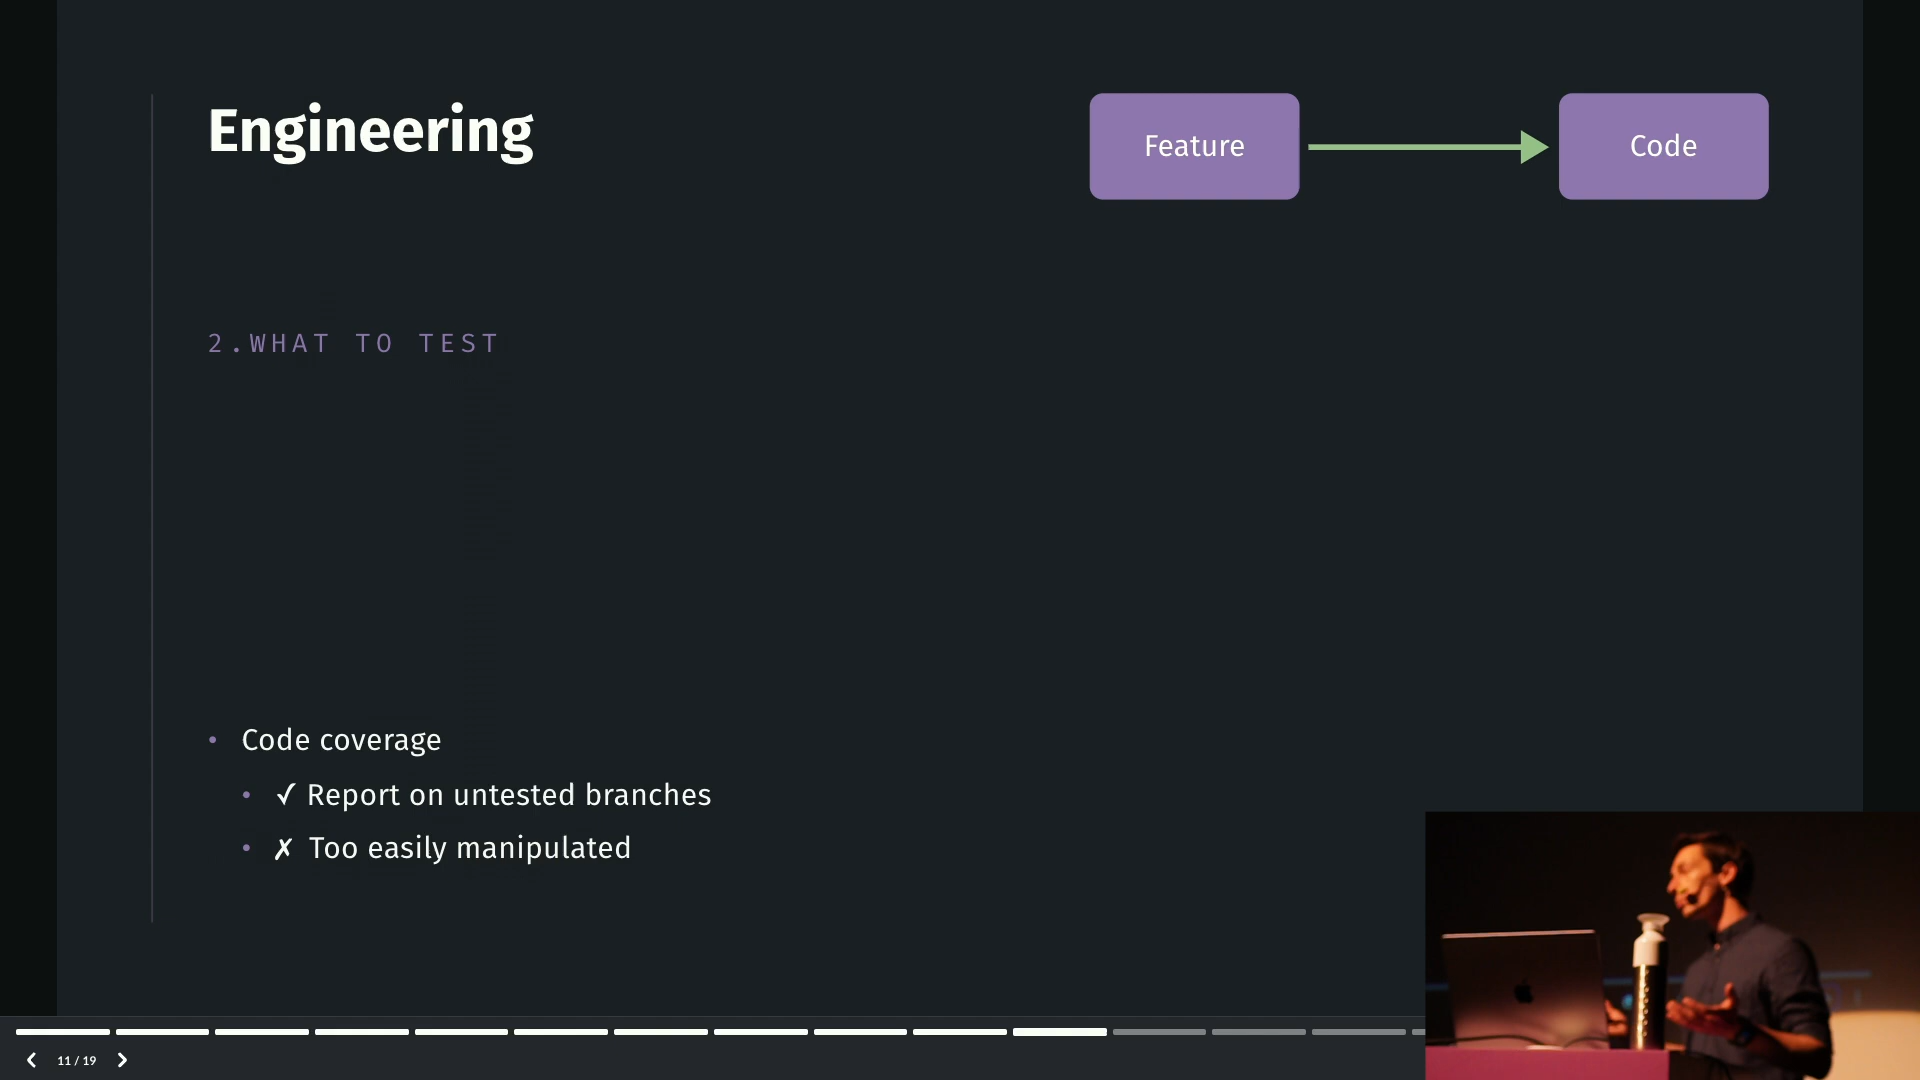 Engineering
Feature
Code
2.WHAT TO TEST
• Code coverage
• ✓ Report on untested branches
• ✗ Too easily manipulated
11 / 19